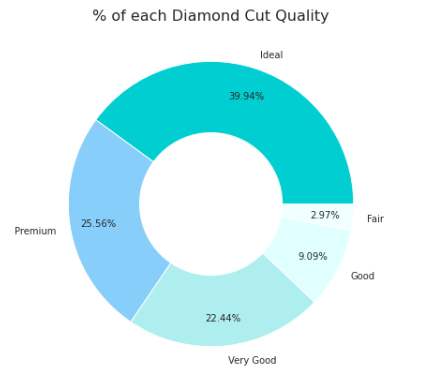 % of each Diamond Cut Quality
Ideal
39.94%
Premium
25.56%
2.97%
Fair
9.09%
Good
22.44%
Very Good